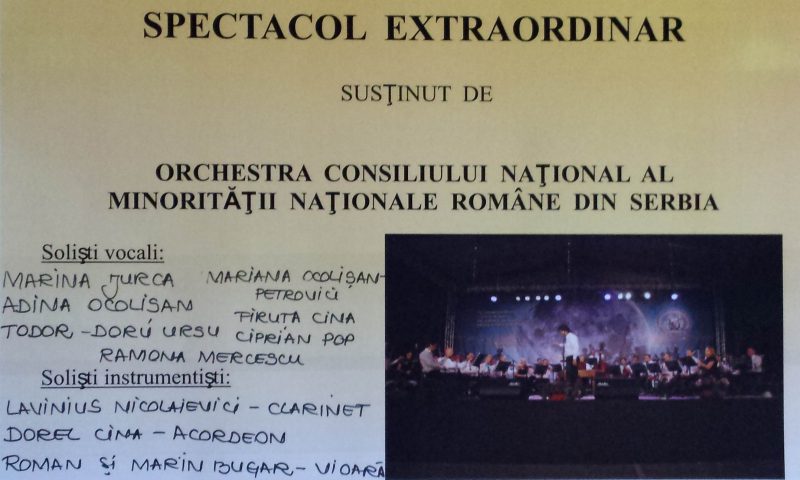 SPECTACOL EXTRAORDINAR
SUSŢINUT DE
ORCHESTRA CONSILIULUI NAŢIONAL AL
MINORITĂŢII NAŢIONALE ROMÂNE DIN SERBIA
Solişti vocali:
MARINA JURCA
ADINA OCOLIŞAN
TODOR-DORU URSU
MARIANA OCOLIŞAN-
PETROVICI
FIRUTA CINA
CIPRIAN POP
RAMONA MERCESCU
Solişti instrumentişti:
LAVINIUS NICOLAIEVICI – CLARINET
DOREL CINA – ACORDEON
ROMAN ŞI MARIN BUGAR – VIOARĂ